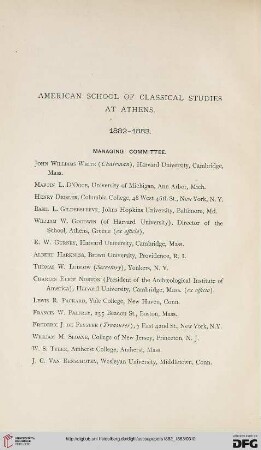 AMERICAN SCHOOL OF CLASSICAL STUDIES
AT ATHENS.
1882-1883.
MANAGING COMMITTEE.
JOHN WILLIAMS WHITE (Chairman), Harvard University, Cambridge,
Mass.
MARTIN L. D'OOGE, University of Michigan, Ann Arbor, Mich.
HENRY DRISLER, Columbia College, 48 West 46th St., New York, N. Y.
BASIL L. GILDERSLEEVE, Johns Hopkins University, Baltimore, Md.
WILLIAM W. GOODWIN (of Harvard University), Director of the
School, Athens, Greece (ex officio).
E. W. GURNEY, Harvard University, Cambridge, Mass.
ALBERT HARKNESS, Brown University, Providence, R. I.
THOMAS W. LUDLOW (Secretary), Yonkers, N. Y.
CHARLES ELIOT NORTON (President of the Archæological Institute of
America), Harvard University, Cambridge, Mass. (ex officio).
LEWIS R. PACKARD, Yale College, New Haven, Conn.
FRANCIS W. PALFREY, 255 Beacon St., Boston, Mass.
FREDERIC J. DE PEYSTER (Treasurer), 7 East 42nd St., New York, N. Y.
WILLIAM M. SLOANE, College of New Jersey, Princeton, N. J.
W. S. TYLER, Amherst College, Amherst, Mass.
J. C. VAN BENSCHOTEN, Wesleyan University, Middletown, Conn.
DFG